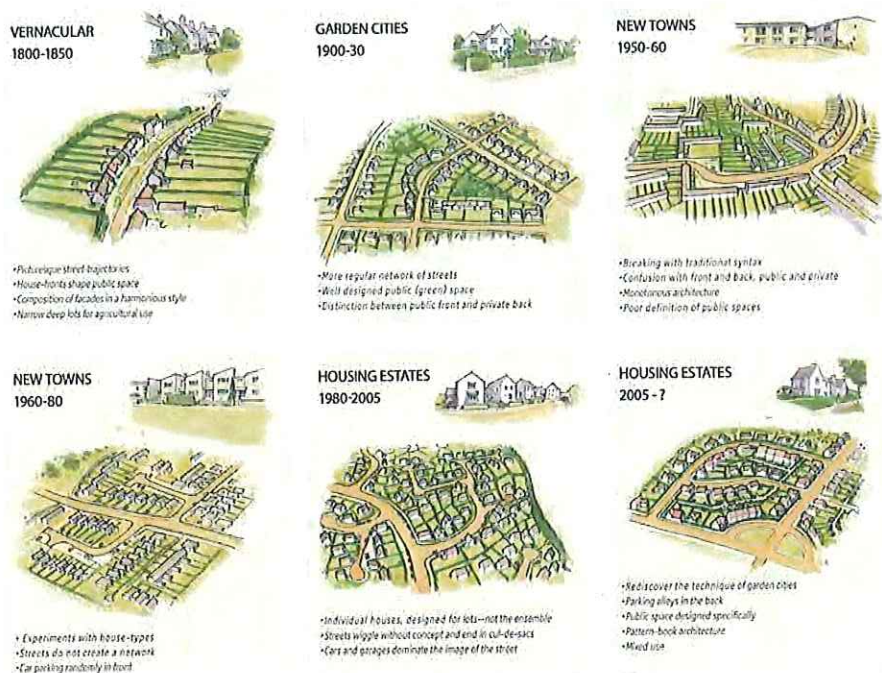 VERNACULAR
1800-1850
•Picturesque street trajectories
•House-fronts shape public space
•Composition of facades in a harmonious style
•Narrow deep lots for agricultural use
GARDEN CITIES
1900-30
•More regular network of streets
•Well designed public (green) space
•Distinction between public front and private back
NEW TOWNS
1950-60
•Breaking with traditional syntax
•Confusion with front and back, public and private
•Monotonous architecture
•Poor definition of public spaces
NEW TOWNS
1960-80
• Experiments with house-types
•Streets do not create a network
•Car parking randomly in front
HOUSING ESTATES
1980-2005
•Individual houses, designed for lots—not the ensemble
•Streets wiggle without concept and end in cul-de-sacs
•Cars and garages dominate the image of the street
HOUSING ESTATES
2005 - ?
•Rediscover the technique of garden cities
•Parking alleys in the back
•Public space designed specifically
•Pattern-book architecture
•Mixed use